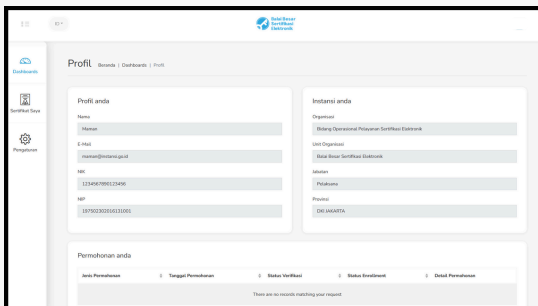 Balai Besar
Sertifikasi
Elektronik
Dashboards
Sertifikat Saya
Pengaturan
Profil Beranda | Dashboards | Profil
Profil anda
Nama
Maman
E-Mail
maman@instansi.go.id
NIK
1234567890123456
NIP
197502302016131001
Instansi anda
Organisasi
Bidang Operasional Pelayanan Sertifikasi Elektronik
Unit Organisasi
Balai Besar Sertifikasi Elektronik
Jabatan
Pelaksana
Provinsi
DKI JAKARTA
Permohonan anda
Jenis Permohonan Tanggal Permohonan Status Verifikasi Status Enrollment Detail Permohonan
There are no records matching your request